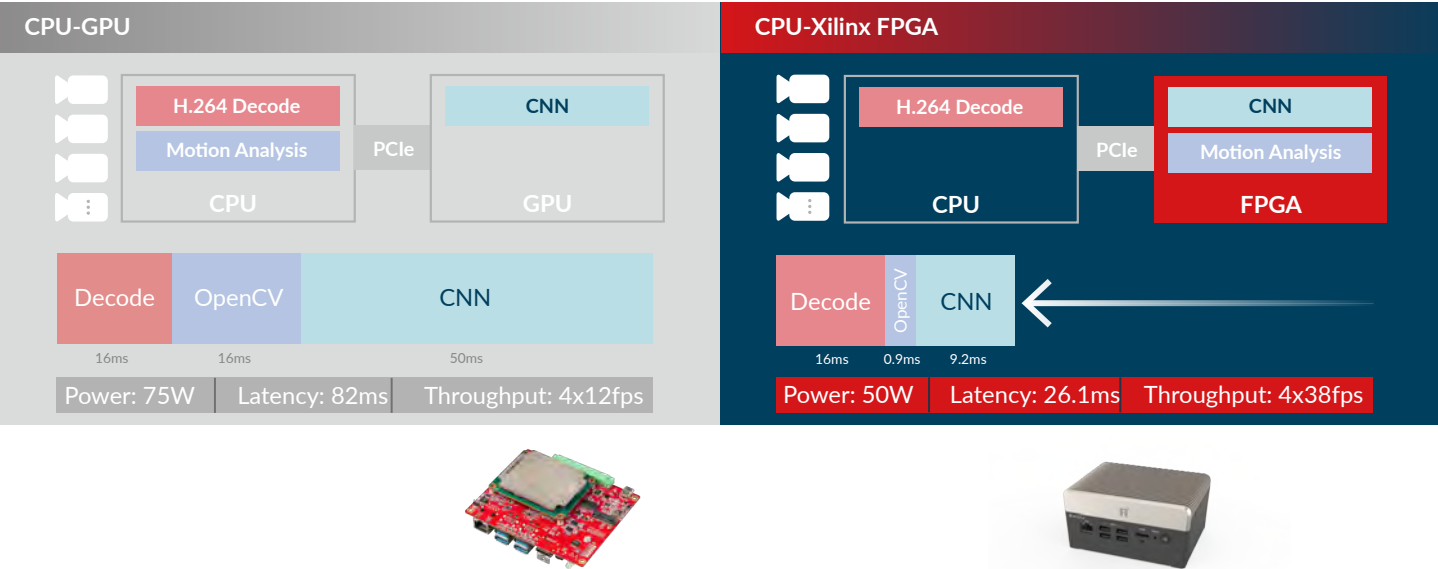 CPU-GPU
H.264 Decode
Motion Analysis
CPU
PCIe
CNN
GPU
Decode
OpenCV
CNN
16ms
16ms
50ms
Power: 75W
Latency: 82ms
Throughput: 4x12fps
CPU-Xilinx FPGA
H.264 Decode
CPU
PCIe
CNN
Motion Analysis
FPGA
Decode
OpenCV
CNN
16ms
0.9ms
9.2ms
Power: 50W
Latency: 26.1ms
Throughput: 4x38fps